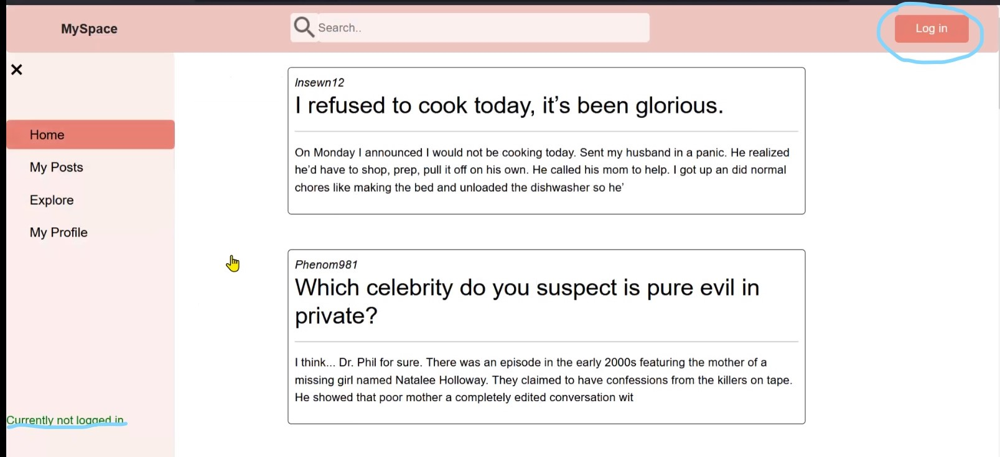 MySpace
Search..
Log in
Home
My Posts
Explore
My Profile
Currently not logged in
Insewn12
I refused to cook today, it’s been glorious.
On Monday I announced I would not be cooking today. Sent my husband in a panic. He realized
he’d have to shop, prep, pull it off on his own. He called his mom to help. I got up an did normal
chores like making the bed and unloaded the dishwasher so he’
Phenom981
Which celebrity do you suspect is pure evil in
private?
I think... Dr. Phil for sure. There was an episode in the early 2000s featuring the mother of a
missing girl named Natalee Holloway. They claimed to have confessions from the killers on tape.
He showed that poor mother a completely edited conversation wit